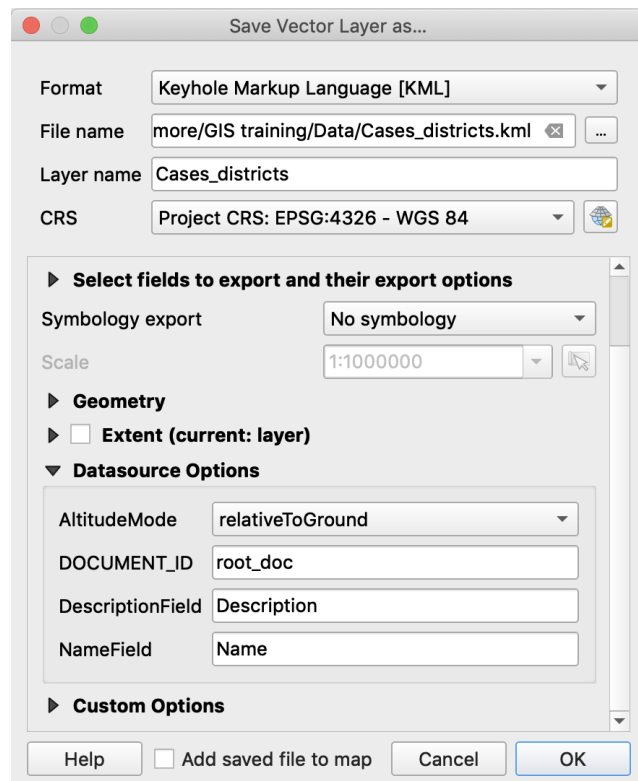 Save Vector Layer as...
Format Keyhole Markup Language [KML]
File name more/GIS training/Data/Cases_districts.kml ...
Layer name Cases_districts
CRS Project CRS: EPSG:4326 - WGS 84
Select fields to export and their export options
Symbology export No symbology
Scale 1:1000000
Geometry
Extent (current: layer)
Datasource Options
AltitudeMode relativeToGround
DOCUMENT_ID root_doc
DescriptionField Description
NameField Name
Custom Options
Help Add saved file to map Cancel OK